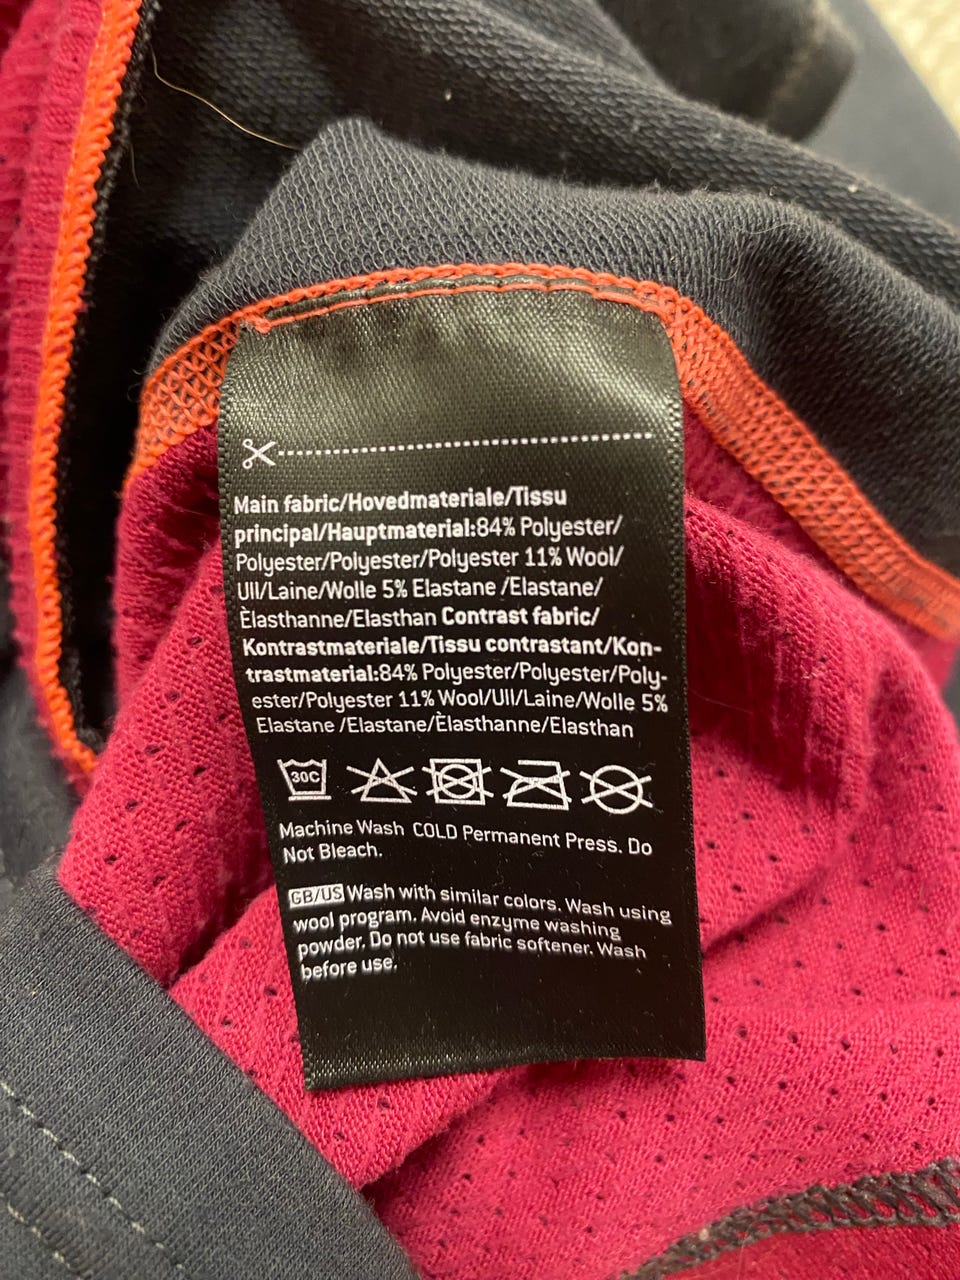 Main fabric/Hovedmateriale/Tissu
principal/Hauptmaterial:84% Polyester/
Polyester/Polyester/Polyester 11% Wool/
Ull/Laine/Wolle 5% Elastane /Elastane/
Èlasthanne/Elasthan Contrast fabric/
Kontrastmateriale/Tissu contrastant/Kon-
trastmaterial:84% Polyester/Polyester/Poly-
ester/Polyester 11% Wool/Ull/Laine/Wolle 5%
Elastane /Elastane/Èlasthanne/Elasthan
30C
Machine Wash COLD Permanent Press. Do
Not Bleach.
GB/US Wash with similar colors. Wash using
wool program. Avoid enzyme washing
powder. Do not use fabric softener. Wash
before use.